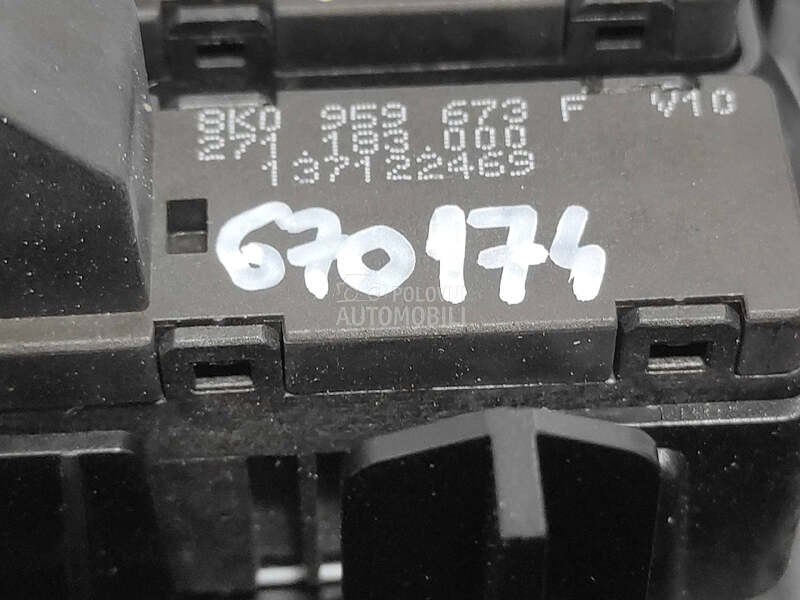 8K0 959 673 F V10
271.183.000
137122469
670174
POLOVNI
AUTOMOBILI